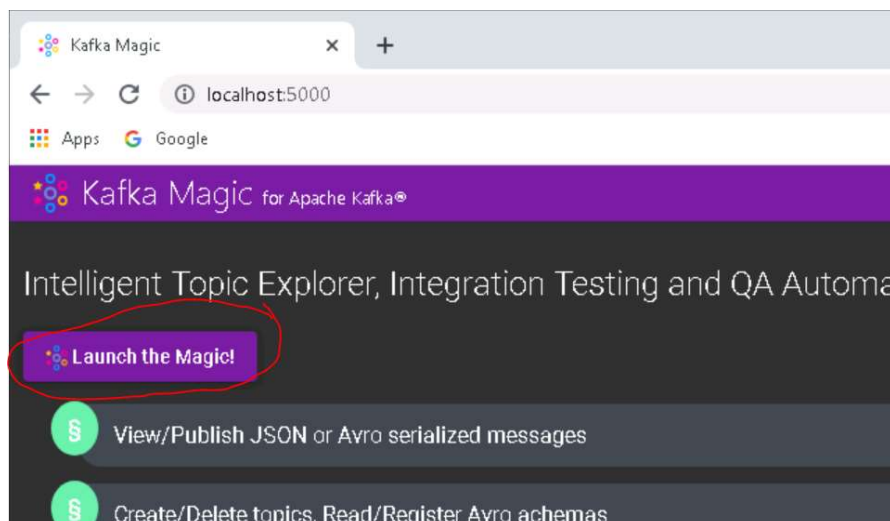 Kafka Magic
localhost:5000
Apps Google
Kafka Magic for Apache Kafka®
Intelligent Topic Explorer, Integration Testing and QA Automa
Launch the Magic!
§ View/Publish JSON or Avro serialized messages
§ Create/Delete topics, Read/Register Avro achemas